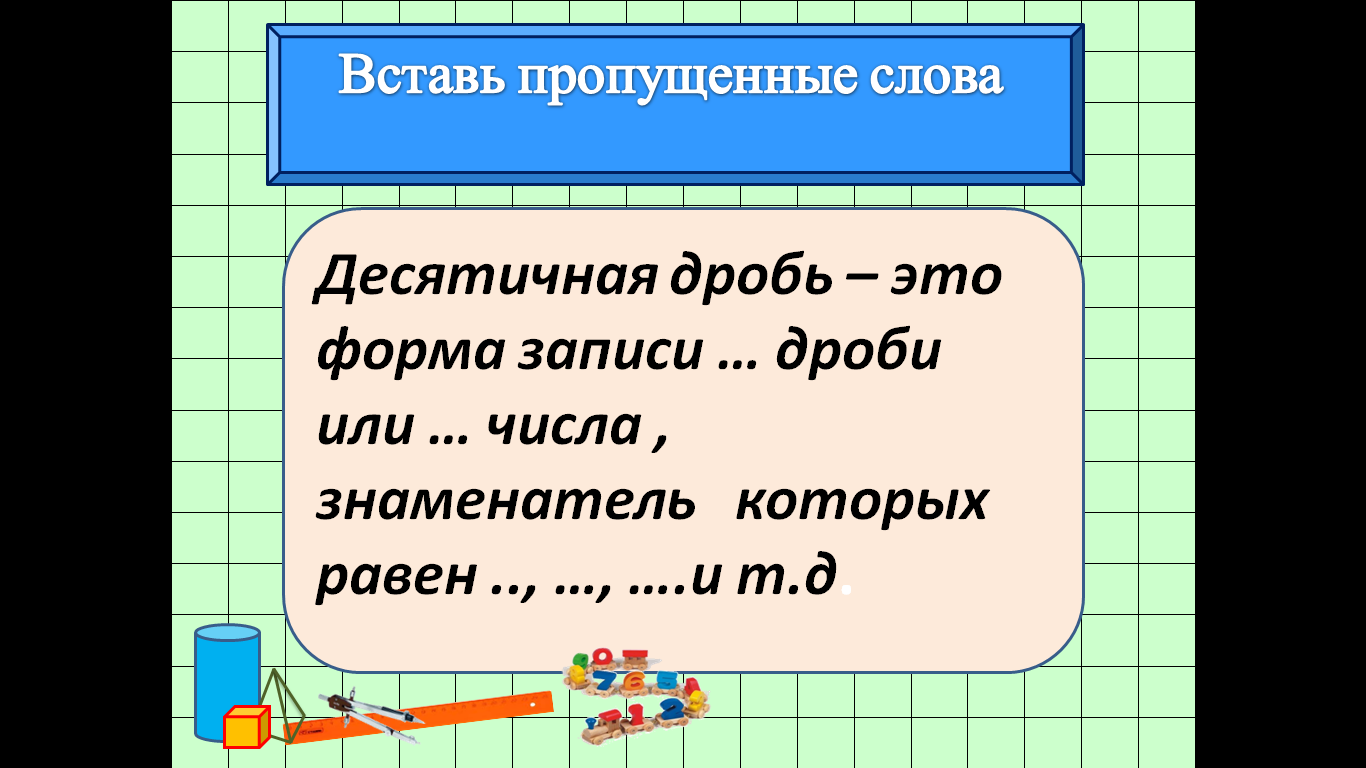 Вставь пропущенные слова
Десятичная дробь – это
форма записи … дроби
или … числа ,
знаменатель которых
равен .., …, ….и т.д.